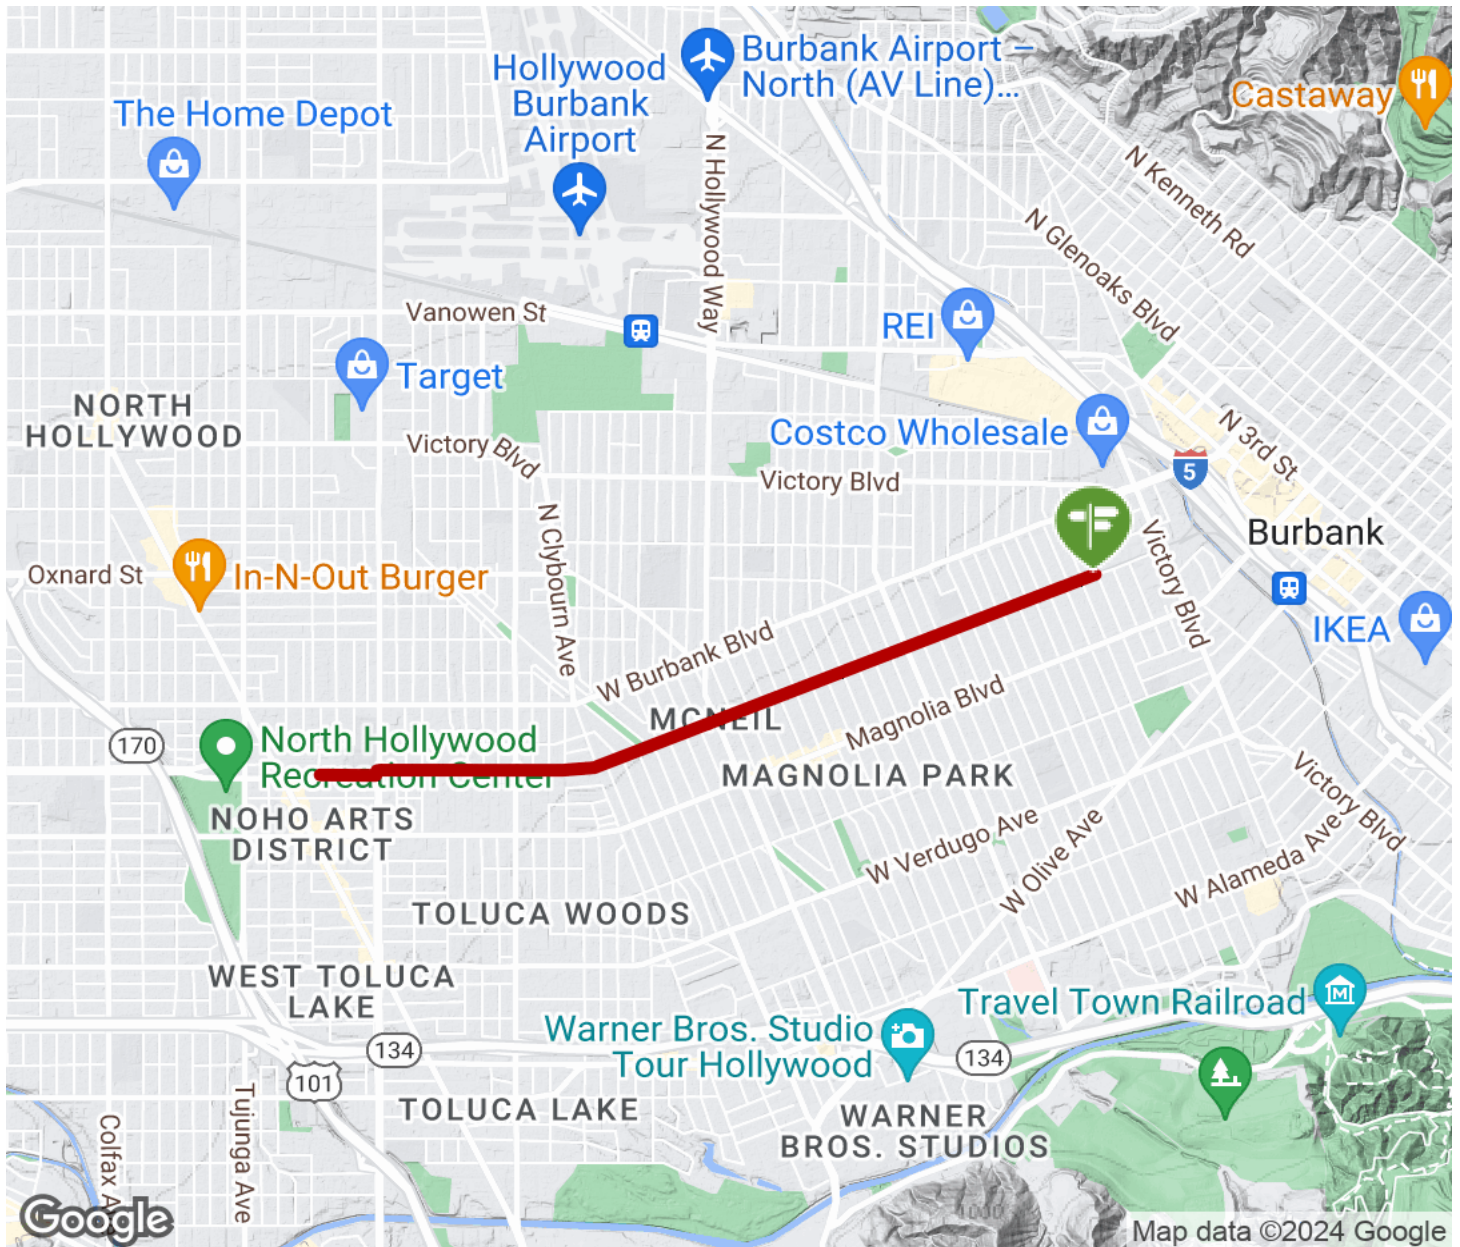 Hollywood
Burbank
Airport
Burbank Airport –
North (AV Line)...
The Home Depot
Castaway
N Hollywood Way
N Kenneth Rd
N Glenoaks Blvd
Vanowen St
REI
Target
NORTH
HOLLYWOOD
Victory Blvd
Costco Wholesale
N 3rd St
Victory Blvd
5
N Clybourn Ave
Victory Blvd
Burbank
Oxnard St
In-N-Out Burger
IKEA
W Burbank Blvd
170
North Hollywood
Recreation Center
MCNEIL
Magnolia Blvd
MAGNOLIA PARK
Victory Blvd
NOHO ARTS
DISTRICT
W Verdugo Ave
W Olive Ave
W Alameda Ave
TOLUCA WOODS
WEST TOLUCA
LAKE
Travel Town Railroad
M
Warner Bros. Studio
Tour Hollywood
134
134
101
TOLUCA LAKE
WARNER
BROS. STUDIOS
Tujunga Ave
Colfax Ave
Google
Map data ©2024 Google